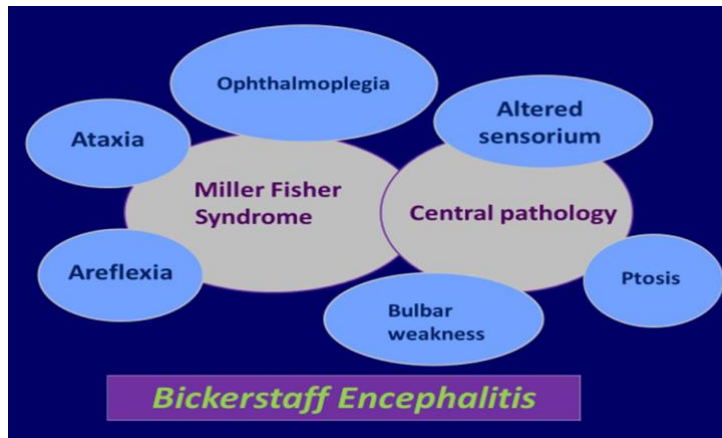 Ophthalmoplegia
Altered
sensorium
Ataxia
Miller Fisher
Syndrome
Central pathology
Areflexia
Ptosis
Bulbar
weakness
Bickerstaff Encephalitis